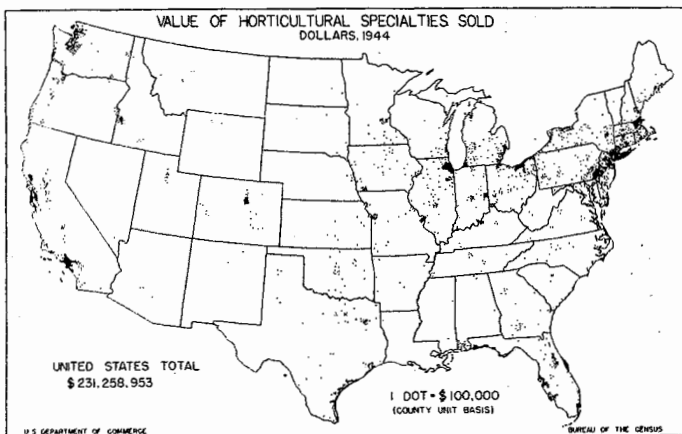 VALUE OF HORTICULTURAL SPECIALTIES SOLD
DOLLARS, 1944
UNITED STATES TOTAL
$231,258,953
1 DOT = $100,000
(COUNTY UNIT BASIS)
U S DEPARTMENT OF COMMERCE
BUREAU OF THE CENSUS